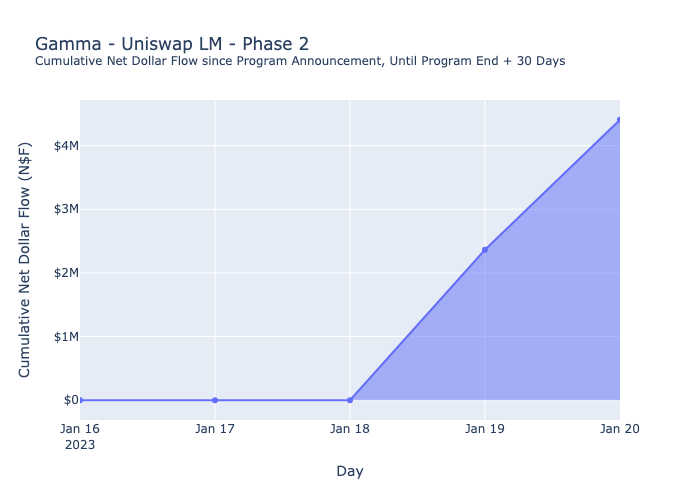 Gamma - Uniswap LM - Phase 2
Cumulative Net Dollar Flow since Program Announcement, Until Program End + 30 Days
Cumulative Net Dollar Flow (N$F)
$4M
$3M
$2M
$1M
$0
Jan 16
2023
Jan 17
Jan 18
Jan 19
Jan 20
Day